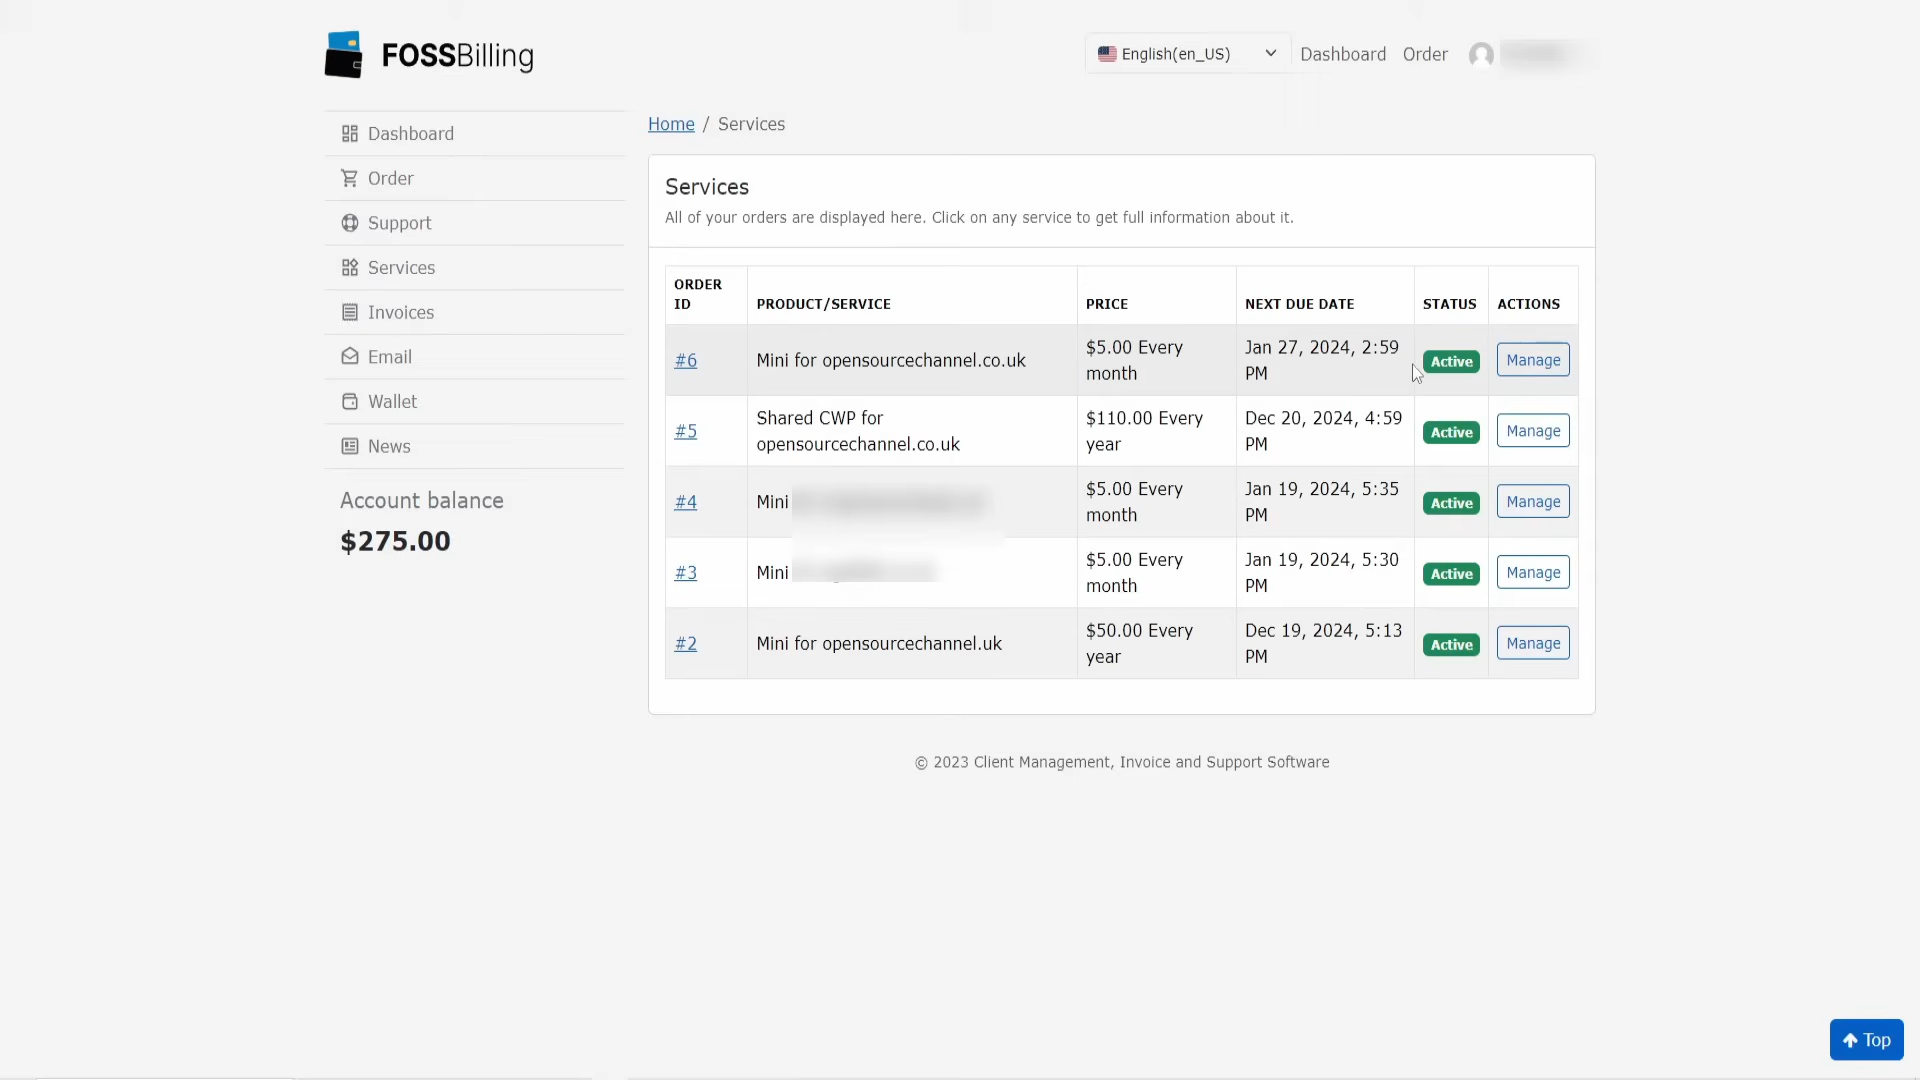 FOSSBilling
English(en_US)
Dashboard
Order
Dashboard
Order
Support
Services
Invoices
Email
Wallet
News
Account balance
$275.00
Home / Services
Services
All of your orders are displayed here. Click on any service to get full information about it.
ORDER ID PRODUCT/SERVICE PRICE NEXT DUE DATE STATUS ACTIONS
#6 Mini for opensourcechannel.co.uk $5.00 Every month Jan 27, 2024, 2:59 PM Active Manage
#5 Shared CWP for opensourcechannel.co.uk $110.00 Every year Dec 20, 2024, 4:59 PM Active Manage
#4 Mini $5.00 Every month Jan 19, 2024, 5:35 PM Active Manage
#3 Mini $5.00 Every month Jan 19, 2024, 5:30 PM Active Manage
#2 Mini for opensourcechannel.uk $50.00 Every year Dec 19, 2024, 5:13 PM Active Manage
© 2023 Client Management, Invoice and Support Software
Top